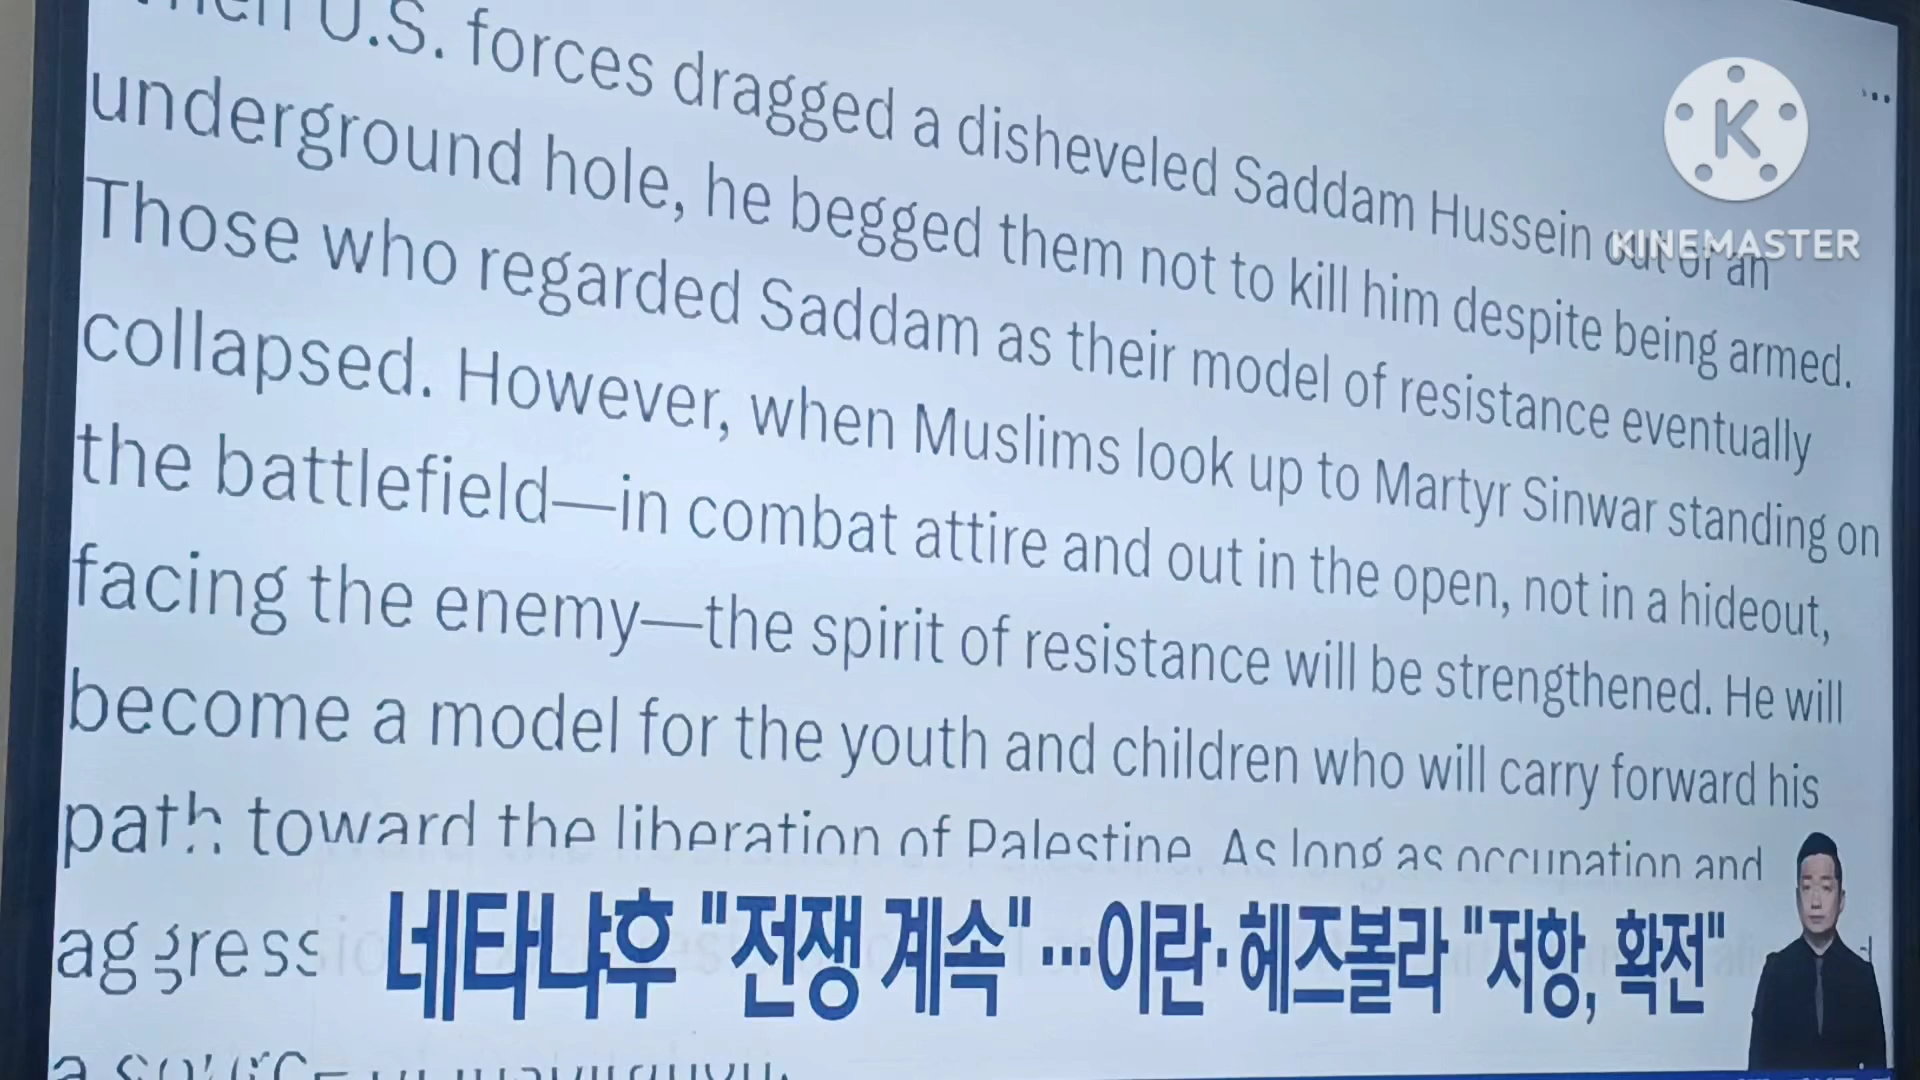 U.S. forces dragged a disheveled Saddam Hussein out of an
underground hole, he begged them not to kill him despite being armed.
Those who regarded Saddam as their model of resistance eventually
collapsed. However, when Muslims look up to Martyr Sinwar standing on
the battlefield—in combat attire and out in the open, not in a hideout,
facing the enemy—the spirit of resistance will be strengthened. He will
become a model for the youth and children who will carry forward his
path toward the liberation of Palestine. As long as occupation and
네타냐후 "전쟁 계속"…이란·헤즈볼라 "저항, 확전"
K
KINEMASTER